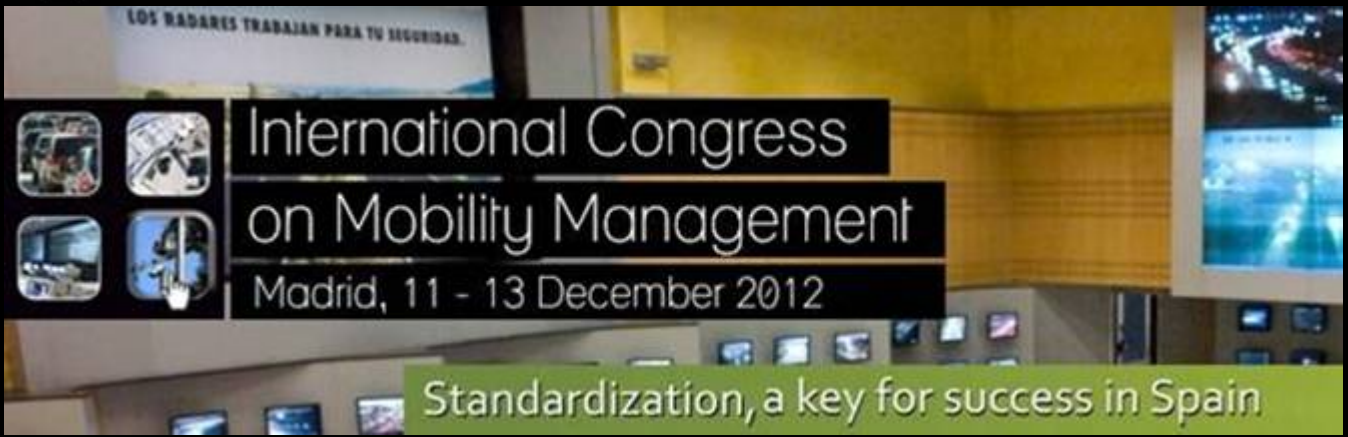 LOS RADARES TRABAJAN PARA TU SEGURIDAD.
International Congress
on Mobility Management
Madrid, 11 - 13 December 2012
Standardization, a key for success in Spain